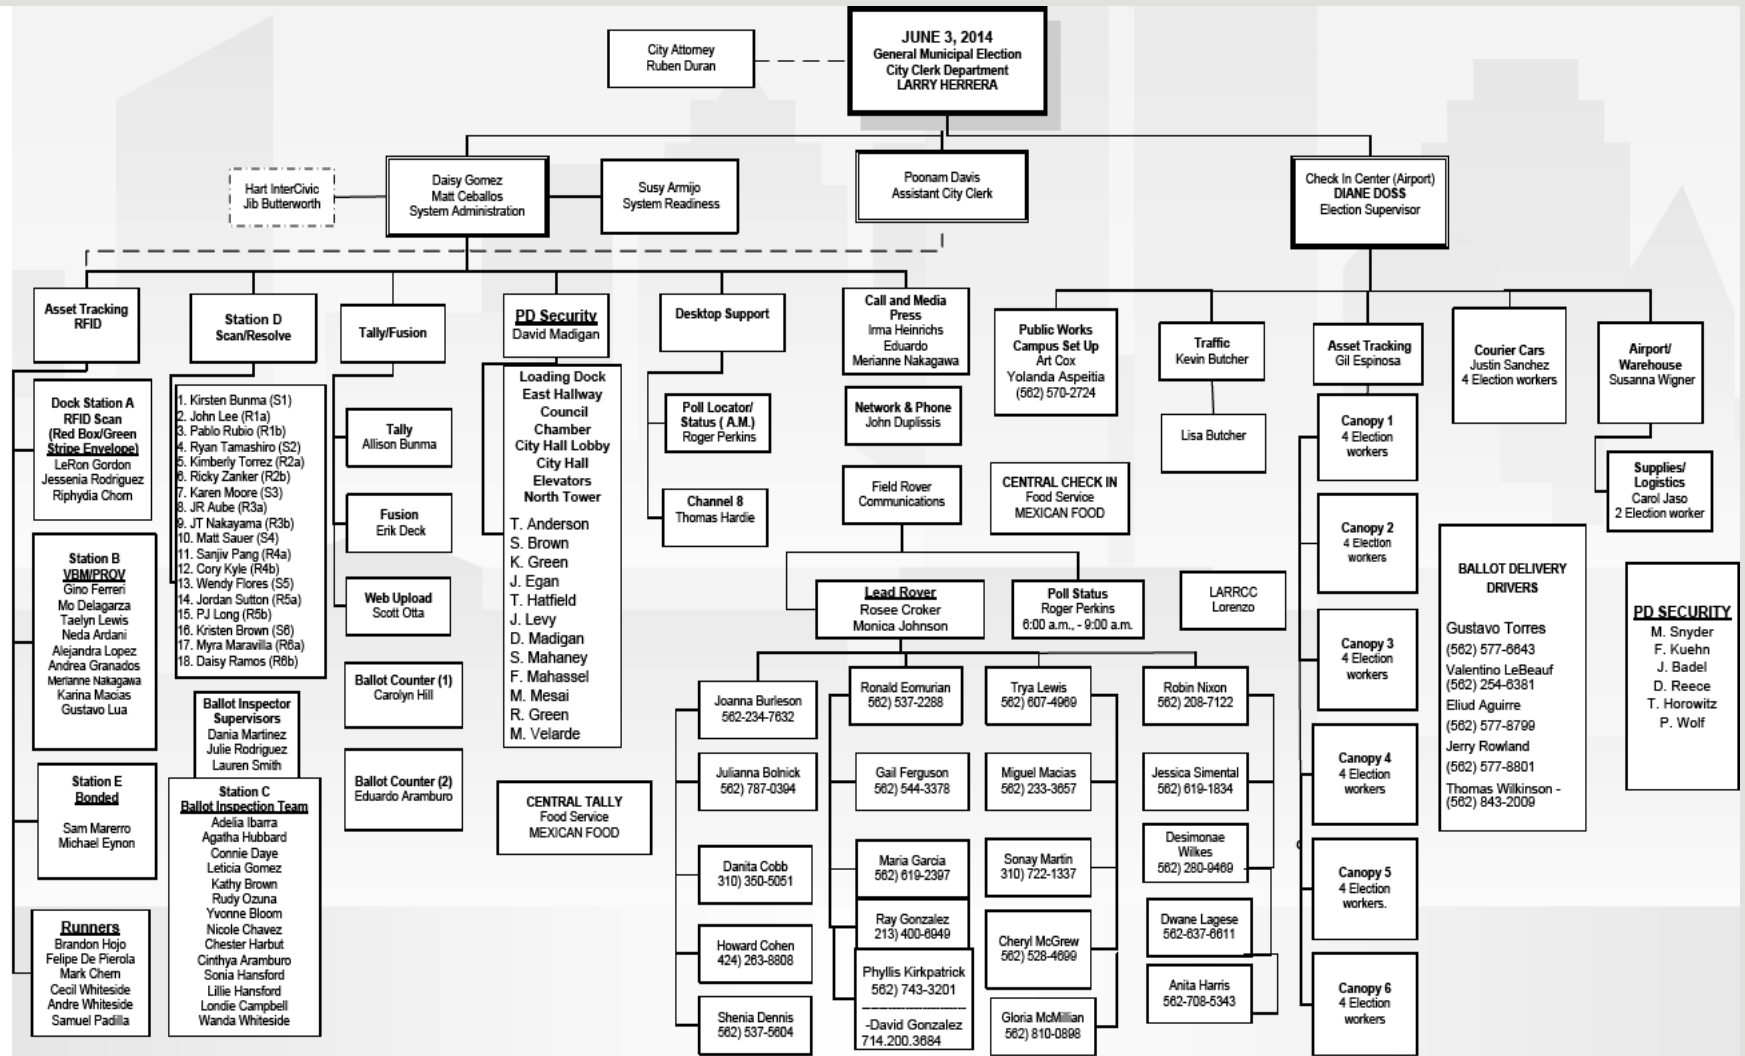 JUNE 3, 2014
General Municipal Election
City Clerk Department
LARRY HERRERA
City Attorney
Ruben Duran
Hart InterCivic
Jib Butterworth
Daisy Gomez
Matt Ceballos
System Administration
Susy Armijo
System Readiness
Poonam Davis
Assistant City Clerk
Check In Center (Airport)
DIANE DOSS
Election Supervisor
Asset Tracking
RFID
Station D
Scan/Resolve
Tally/Fusion
PD Security
David Madigan
Desktop Support
Call and Media
Press
Irma Heinrichs
Eduardo
Merianne Nakagawa
Public Works
Campus Set Up
Art Cox
Yolanda Aspeitia
(562) 570-2724
Traffic
Kevin Butcher
Asset Tracking
Gil Espinosa
Courier Cars
Justin Sanchez
4 Election workers
Airport/
Warehouse
Susanna Wigner
Dock Station A
RFID Scan
(Red Box/Green
Stripe Envelope)
LeRon Gordon
Jessenia Rodriguez
Riphydia Chom
Station B
VBM/PROV
Gino Ferreri
Mo Delagarza
Taelyn Lewis
Neda Ardani
Alejandra Lopez
Andrea Granados
Merianne Nakagawa
Karina Macias
Gustavo Lua
Station E
Bonded
Sam Marerro
Michael Eynon
Runners
Brandon Hojo
Felipe De Pierola
Mark Chem
Cecil Whiteside
Andre Whiteside
Samuel Padilla
1. Kirsten Bunma (S1)
2. John Lee (R1a)
3. Pablo Rubio (R1b)
4. Ryan Tamashiro (S2)
5. Kimberly Torrez (R2a)
6. Ricky Zanker (R2b)
7. Karen Moore (S3)
8. JR Aube (R3a)
9. JT Nakayama (R3b)
10. Matt Sauer (S4)
11. Sanjiv Pang (R4a)
12. Cory Kyle (R4b)
13. Wendy Flores (S5)
14. Jordan Sutton (R5a)
15. PJ Long (R5b)
16. Kristen Brown (S6)
17. Myra Maravilla (R6a)
18. Daisy Ramos (R6b)
Ballot Inspector
Supervisors
Dania Martinez
Julie Rodriguez
Lauren Smith
Station C
Ballot Inspection Team
Adelia Ibarra
Agatha Hubbard
Connie Daye
Leticia Gomez
Kathy Brown
Rudy Ozuna
Yvonne Bloom
Nicole Chavez
Chester Harbut
Cinthya Aramburo
Sonia Hansford
Lillie Hansford
Londie Campbell
Wanda Whiteside
Tally
Allison Bunma
Fusion
Erik Deck
Web Upload
Scott Otta
Ballot Counter (1)
Carolyn Hill
Ballot Counter (2)
Eduardo Aramburo
Loading Dock
East Hallway
Council
Chamber
City Hall Lobby
City Hall
Elevators
North Tower
T. Anderson
S. Brown
K. Green
J. Egan
T. Hatfield
J. Levy
D. Madigan
S. Mahaney
F. Mahassel
M. Mesai
R. Green
M. Velarde
CENTRAL TALLY
Food Service
MEXICAN FOOD
Poll Locator/
Status ( A.M.)
Roger Perkins
Channel 8
Thomas Hardie
Network & Phone
John Duplissis
Field Rover
Communications
CENTRAL CHECK IN
Food Service
MEXICAN FOOD
Lead Rover
Rosee Croker
Monica Johnson
Poll Status
Roger Perkins
6:00 a.m., - 9:00 a.m.
LARRCC
Lorenzo
Joanna Burleson
562-234-7632
Julianna Bolnick
562) 787-0394
Danita Cobb
310) 350-5051
Howard Cohen
424) 263-8808
Shenia Dennis
562) 537-5604
Ronald Eomurian
562) 537-2288
Gail Ferguson
562) 544-3378
Maria Garcia
562) 619-2397
Ray Gonzalez
213) 400-6949
Phyllis Kirkpatrick
562) 743-3201
--------------------
-David Gonzalez
714.200.3684
Trya Lewis
562) 607-4969
Miguel Macias
562) 233-3657
Sonay Martin
310) 722-1337
Cheryl McGrew
562) 528-4699
Gloria McMillian
562) 810-0898
Robin Nixon
562) 208-7122
Jessica Simental
562) 619-1834
Desimonae
Wilkes
562) 280-9469
Dwane Lagese
562-637-6611
Anita Harris
562-708-5343
Lisa Butcher
Canopy 1
4 Election
workers
Canopy 2
4 Election
workers
Canopy 3
4 Election
workers
Canopy 4
4 Election
workers
Canopy 5
4 Election
workers.
Canopy 6
4 Election
workers
Supplies/
Logistics
Carol Jaso
2 Election worker
BALLOT DELIVERY
DRIVERS
Gustavo Torres
(562) 577-6643
Valentino LeBeauf
(562) 254-6381
Eliud Aguirre
(562) 577-8799
Jerry Rowland
(562) 577-8801
Thomas Wilkinson -
(562) 843-2009
PD SECURITY
M. Snyder
F. Kuehn
J. Badel
D. Reece
T. Horowitz
P. Wolf